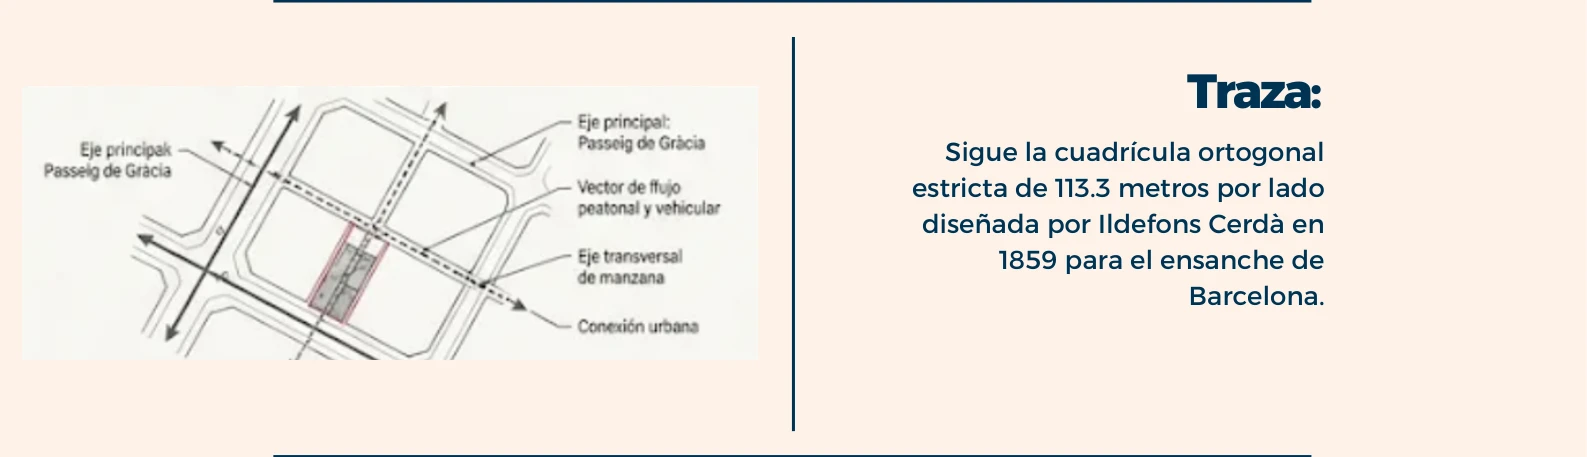 Eje principak
Passeig de Gràcia
Eje principal:
Passeig de Gràcia
Vector de ffujo
peatonal y vehicular
Eje transversal
de manzana
Conexión urbana
Traza:
Sigue la cuadrícula ortogonal
estricta de 113.3 metros por lado
diseñada por Ildefons Cerdà en
1859 para el ensanche de
Barcelona.